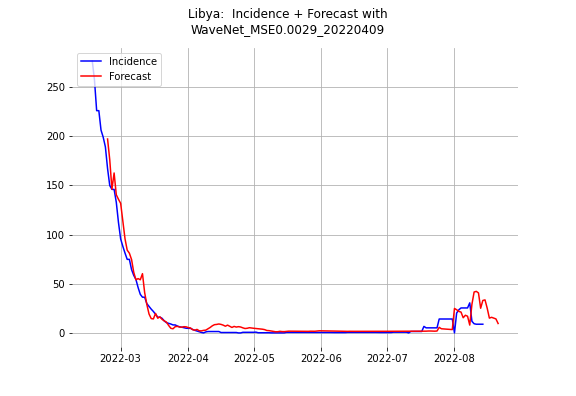 Libya:  Incidence + Forecast with
WaveNet_MSE0.0029_20220409
Incidence
Forecast
250
200
150
100
50
0
2022-03 2022-04 2022-05 2022-06 2022-07 2022-08